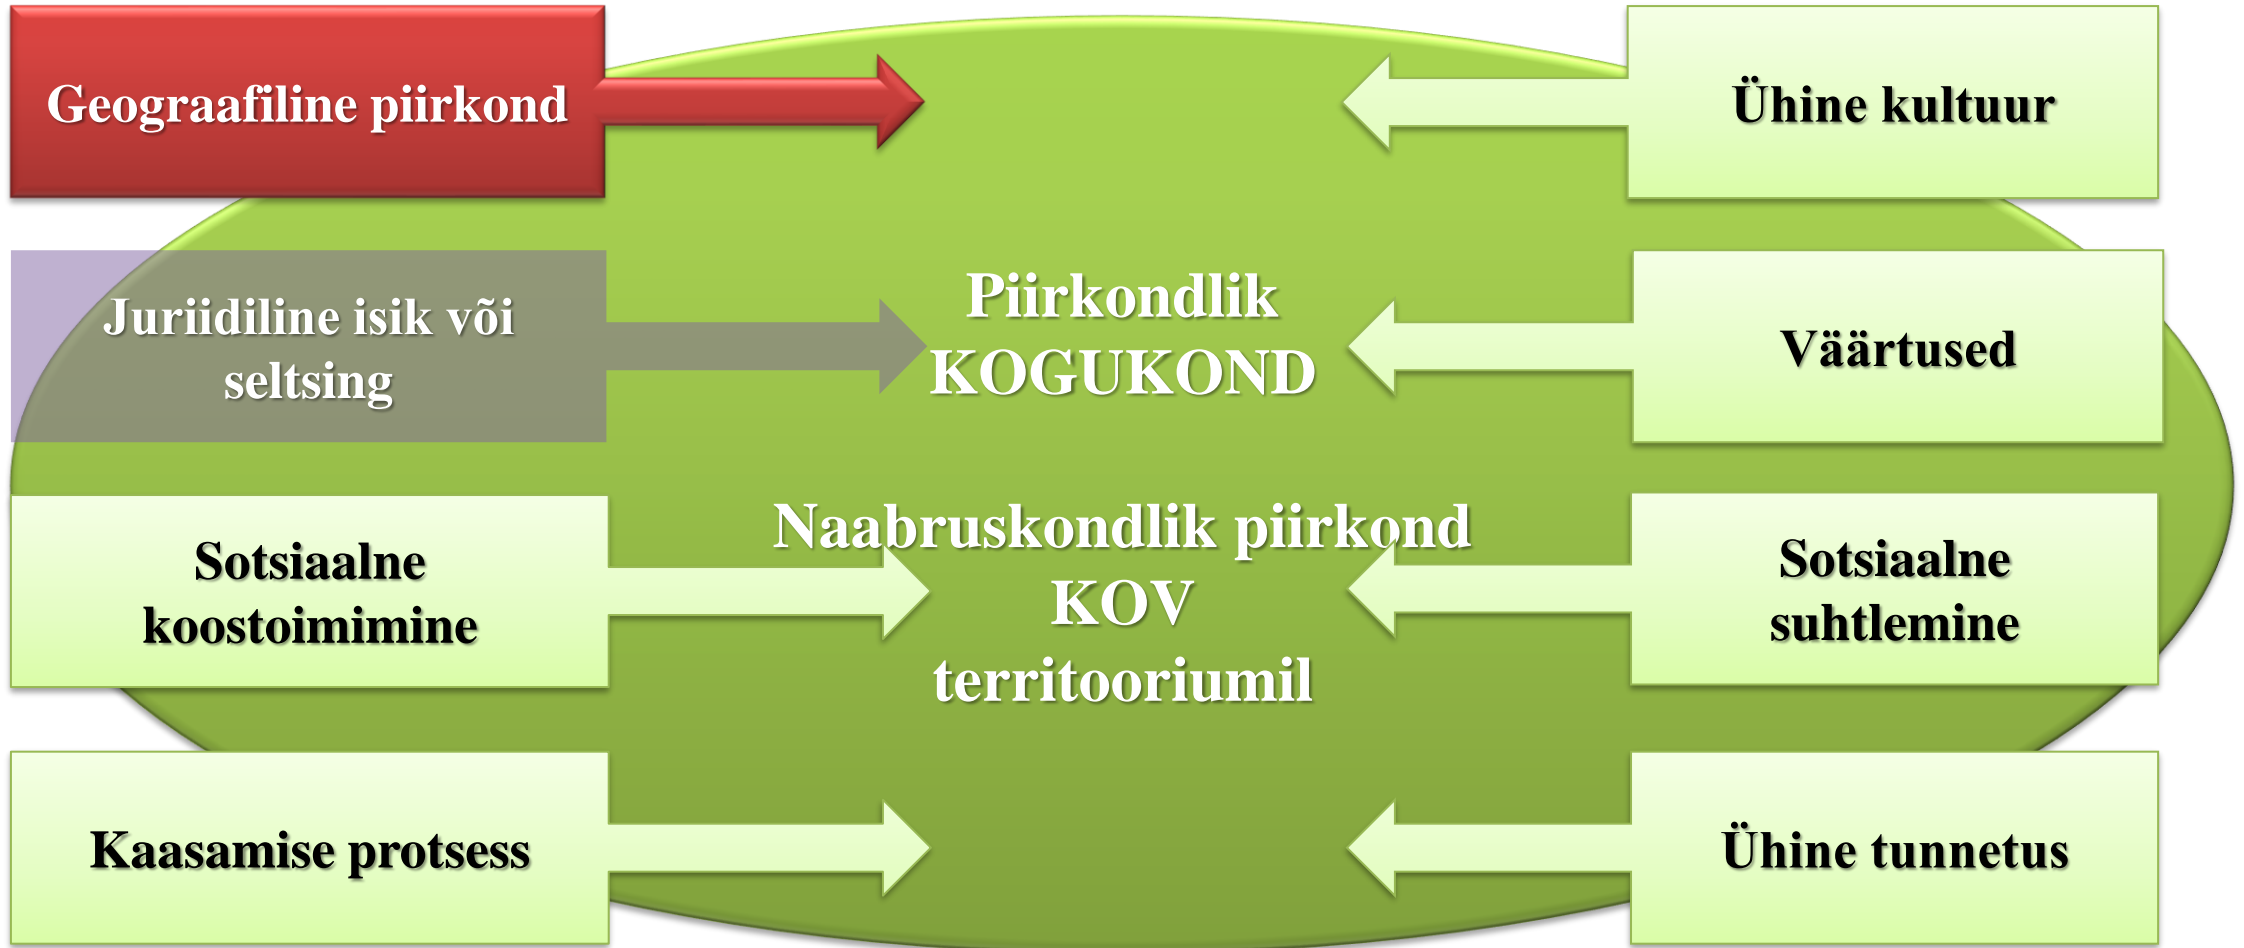 Geograafiline piirkond
Juriidiline isik või
seltsing
Sotsiaalne
koostoimimine
Kaasamise protsess
Piirkondlik
KOGUKOND
Naabruskondlik piirkond
KOV
territooriumil
Ühine kultuur
Väärtused
Sotsiaalne
suhtlemine
Ühine tunnetus